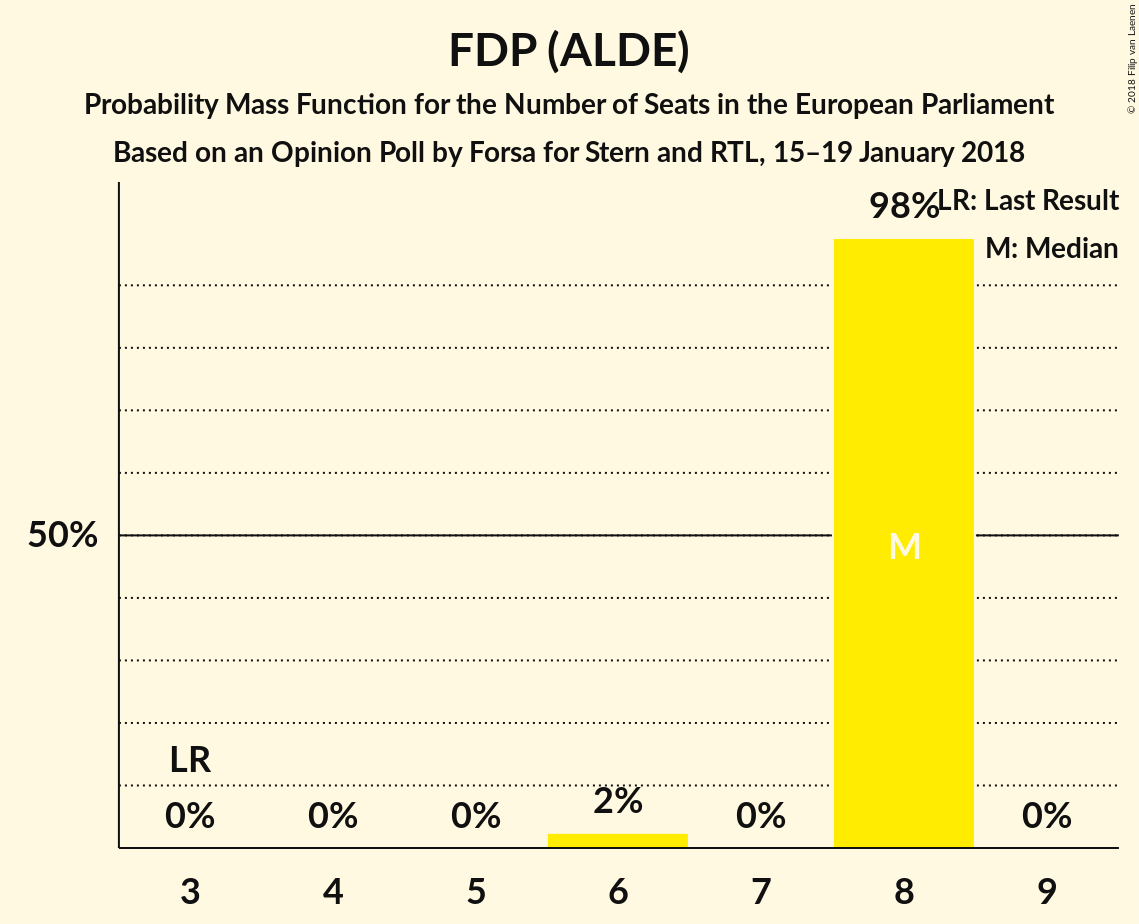 FDP (ALDE)
Probability Mass Function for the Number of Seats in the European Parliament
Based on an Opinion Poll by Forsa for Stern and RTL, 15–19 January 2018
© 2018 Filip van Laenen
98%
LR: Last Result
M: Median
50%
M
LR
0%
0%
0%
2%
0%
0%
3
4
5
6
7
8
9